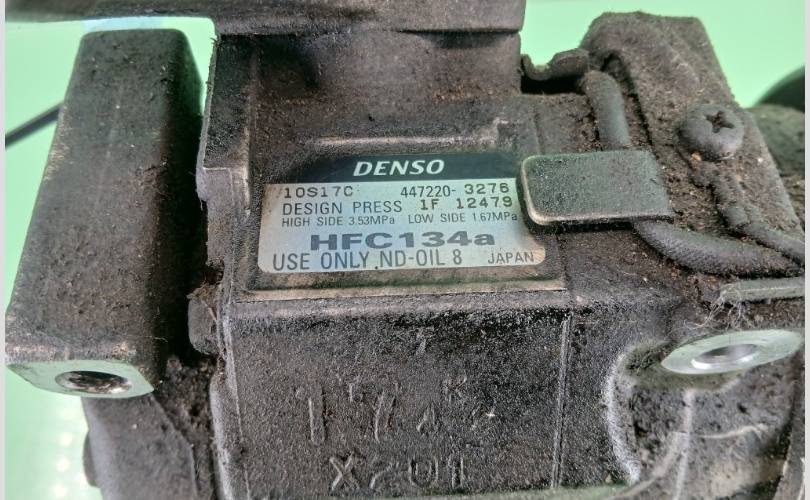 DENSO
10S17C 447220-3276
DESIGN PRESS 1F 12479
HIGH SIDE 3.53MPa LOW SIDE 1.67MPa
HFC134a
USE ONLY ND-OIL 8 JAPAN
X201